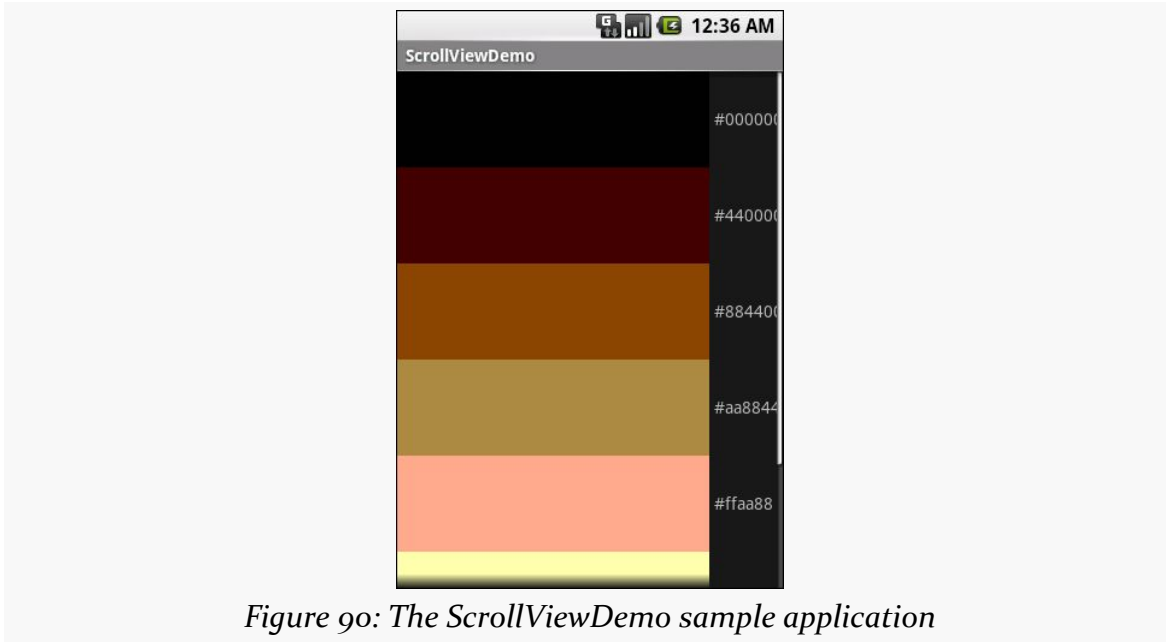 G
12:36 AM
ScrollViewDemo
#000000
#440000
#884400
#aa8844
#ffaa88
Figure 90: The ScrollViewDemo sample application